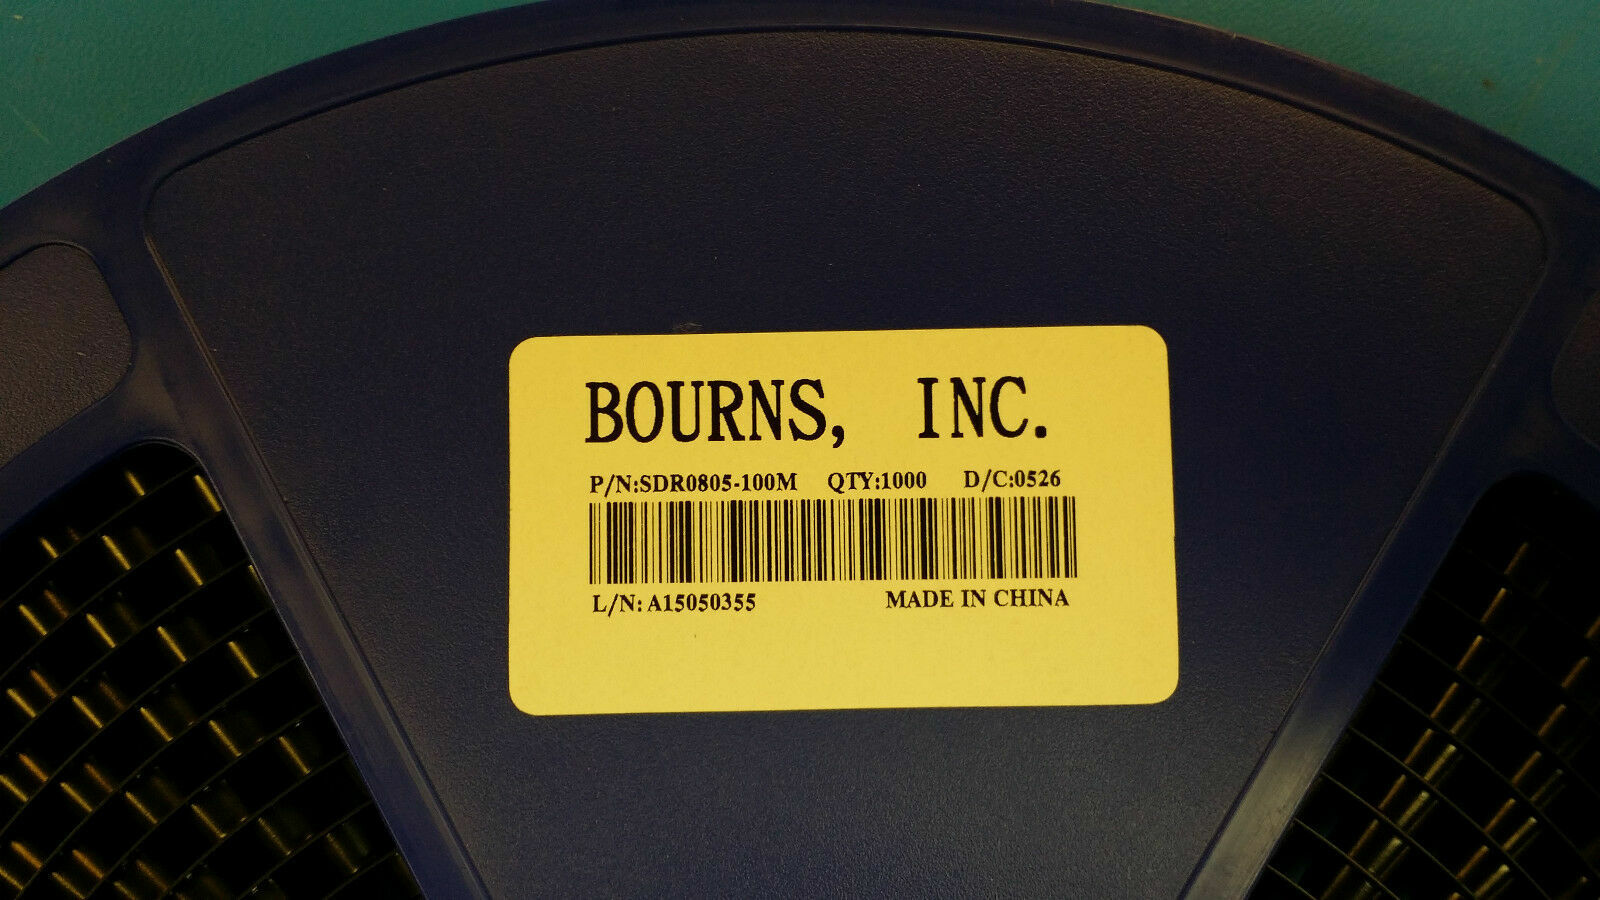 BOURNS, INC.
P/N:SDR0805-100M QTY:1000 D/C:0526
L/N: A15050355 MADE IN CHINA